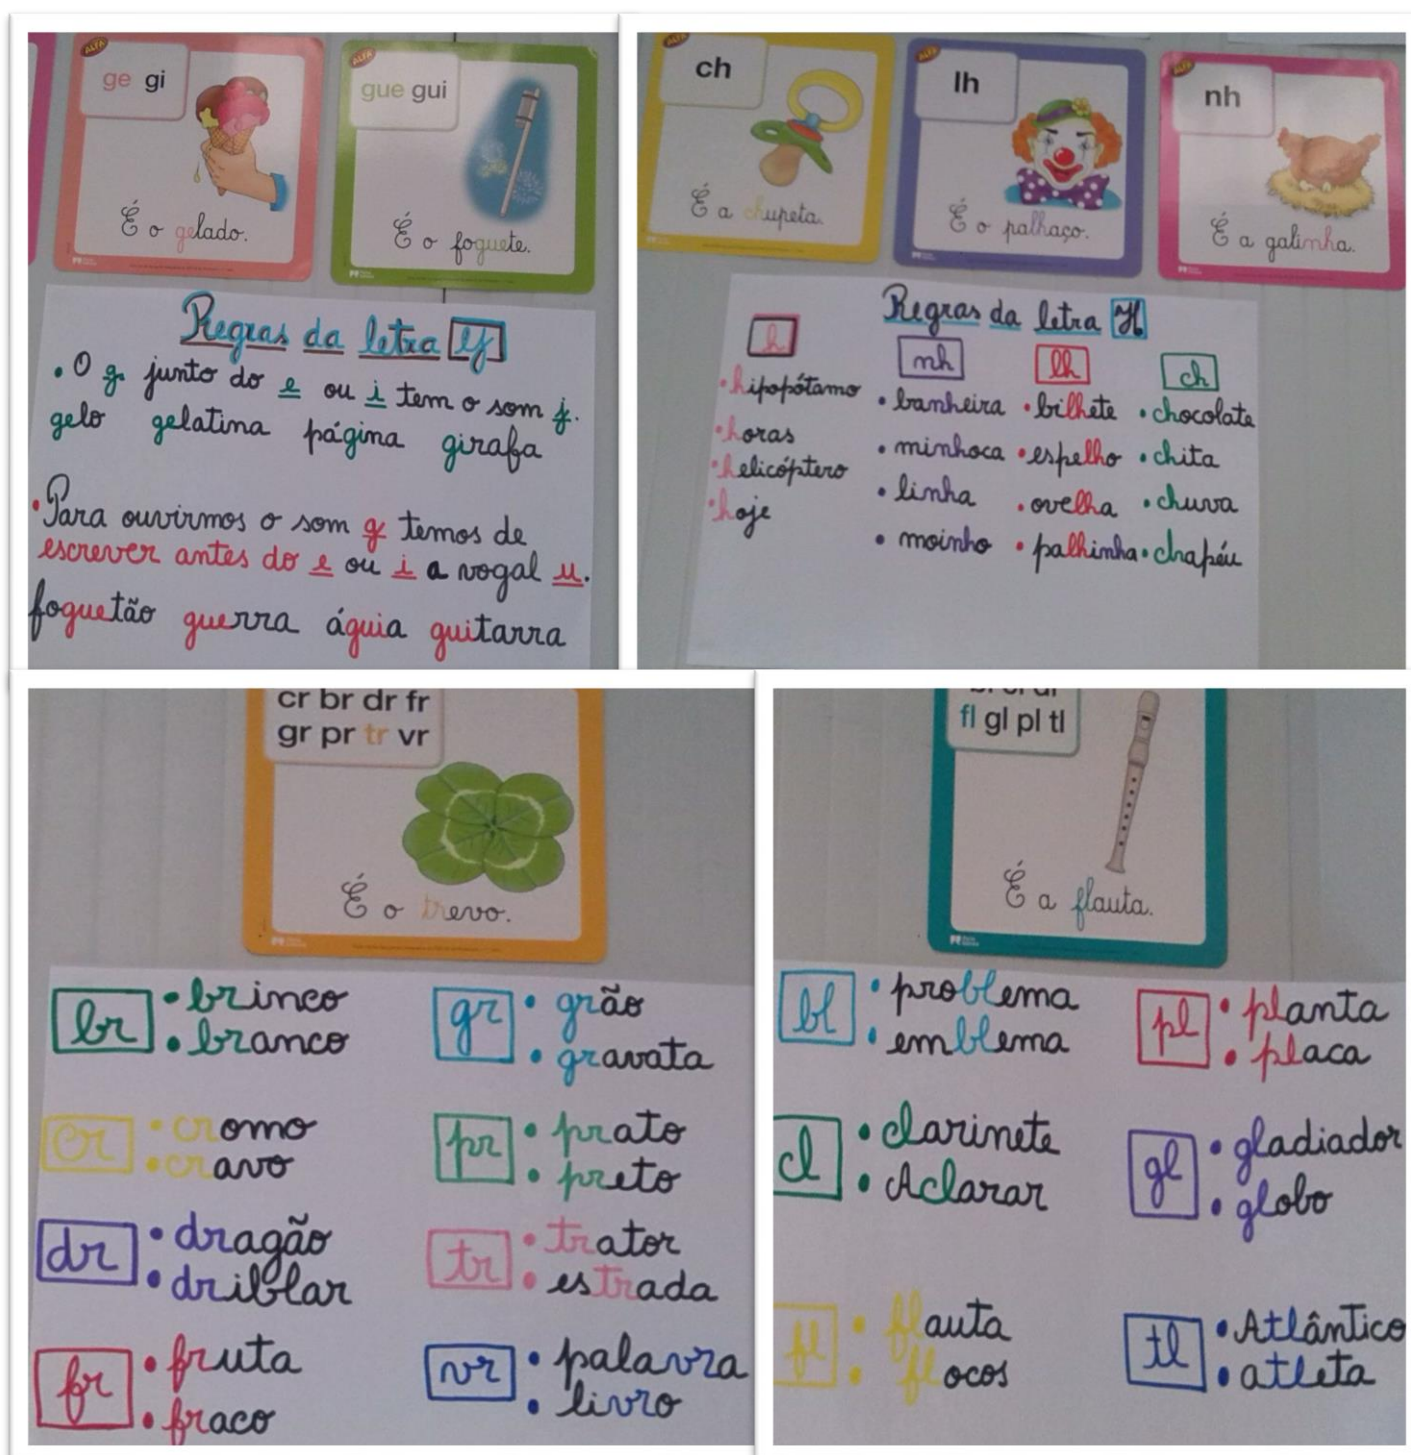 ALFA
ge gi
É o gelado.
ALFA
gue gui
É o foguete.
Regras da letra G
• O g junto do e ou i tem o som j.
gelo gelatina página girafa
• Para ouvirmos o som g temos de
escrever antes do e ou i a vogal u.
foguetão guerra águia guitarra
ALFA
ch
É a chupeta.
ALFA
lh
É o palhaço.
ALFA
nh
É a galinha.
Regras da letra H
h
• hipopótamo
• horas
• helicóptero
• hoje
nh
• banheira
• minhoca
• linha
• moinho
lh
• bilhete
• espelho
• ovelha
• palhinha
ch
• chocolate
• chita
• chuva
• chapéu
cr br dr fr
gr pr tr vr
É o trevo.
br
• brinco
• branco
cr
• cromo
• cravo
dr
• dragão
• driblar
fr
• fruta
• fraco
gr
• grão
• gravata
pr
• prato
• preto
tr
• trator
• estrada
vr
• palavra
• livro
fl gl pl tl
É a flauta.
bl
• problema
• emblema
cl
• clarinete
• Aclarar
fl
• flauta
• flocos
pl
• planta
• placa
gl
• gladiador
• globo
tl
• Atlântico
• atleta